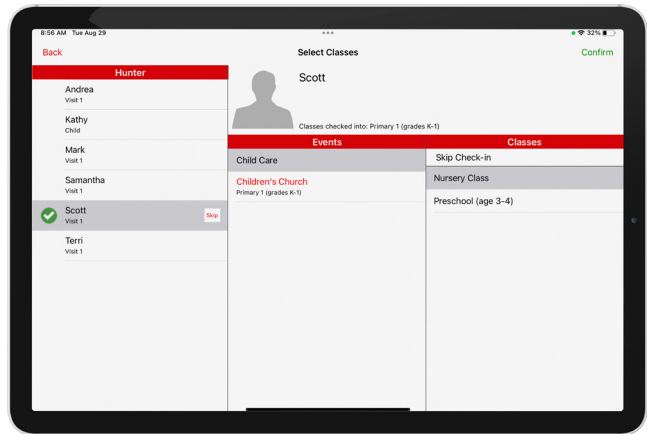 8:56 AM Tue Aug 29
32%
Back
Select Classes
Confirm
Hunter
Andrea
Visit 1
Kathy
Child
Mark
Visit 1
Samantha
Visit 1
Scott
Visit 1
Skip
Terri
Visit 1
Scott
Classes checked into: Primary 1 (grades K-1)
Events
Child Care
Children's Church
Primary 1 (grades K-1)
Classes
Skip Check-in
Nursery Class
Preschool (age 3-4)